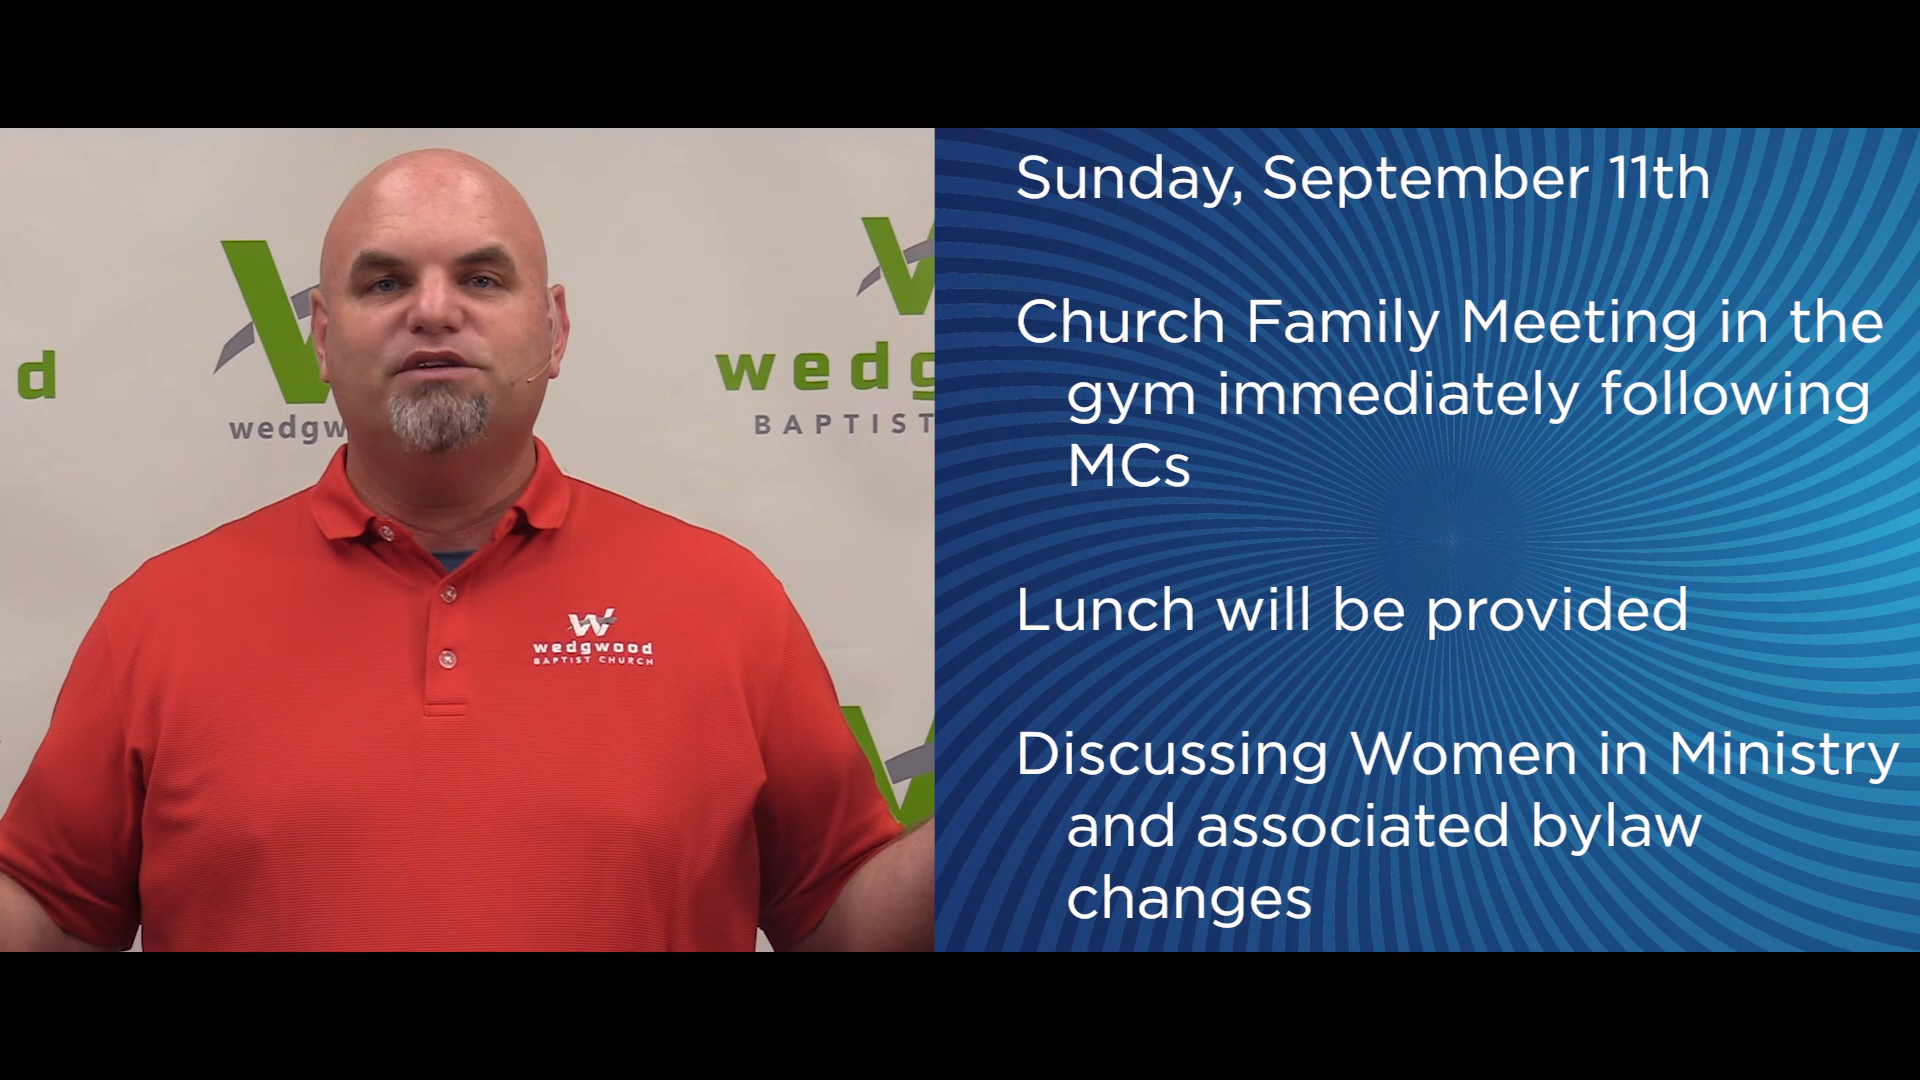 Sunday, September 11th
Church Family Meeting in the
gym immediately following
MCs
Lunch will be provided
Discussing Women in Ministry
and associated bylaw
changes
d
wedgw
wedg
BAPTIST
wedgwood
BAPTIST CHURCH